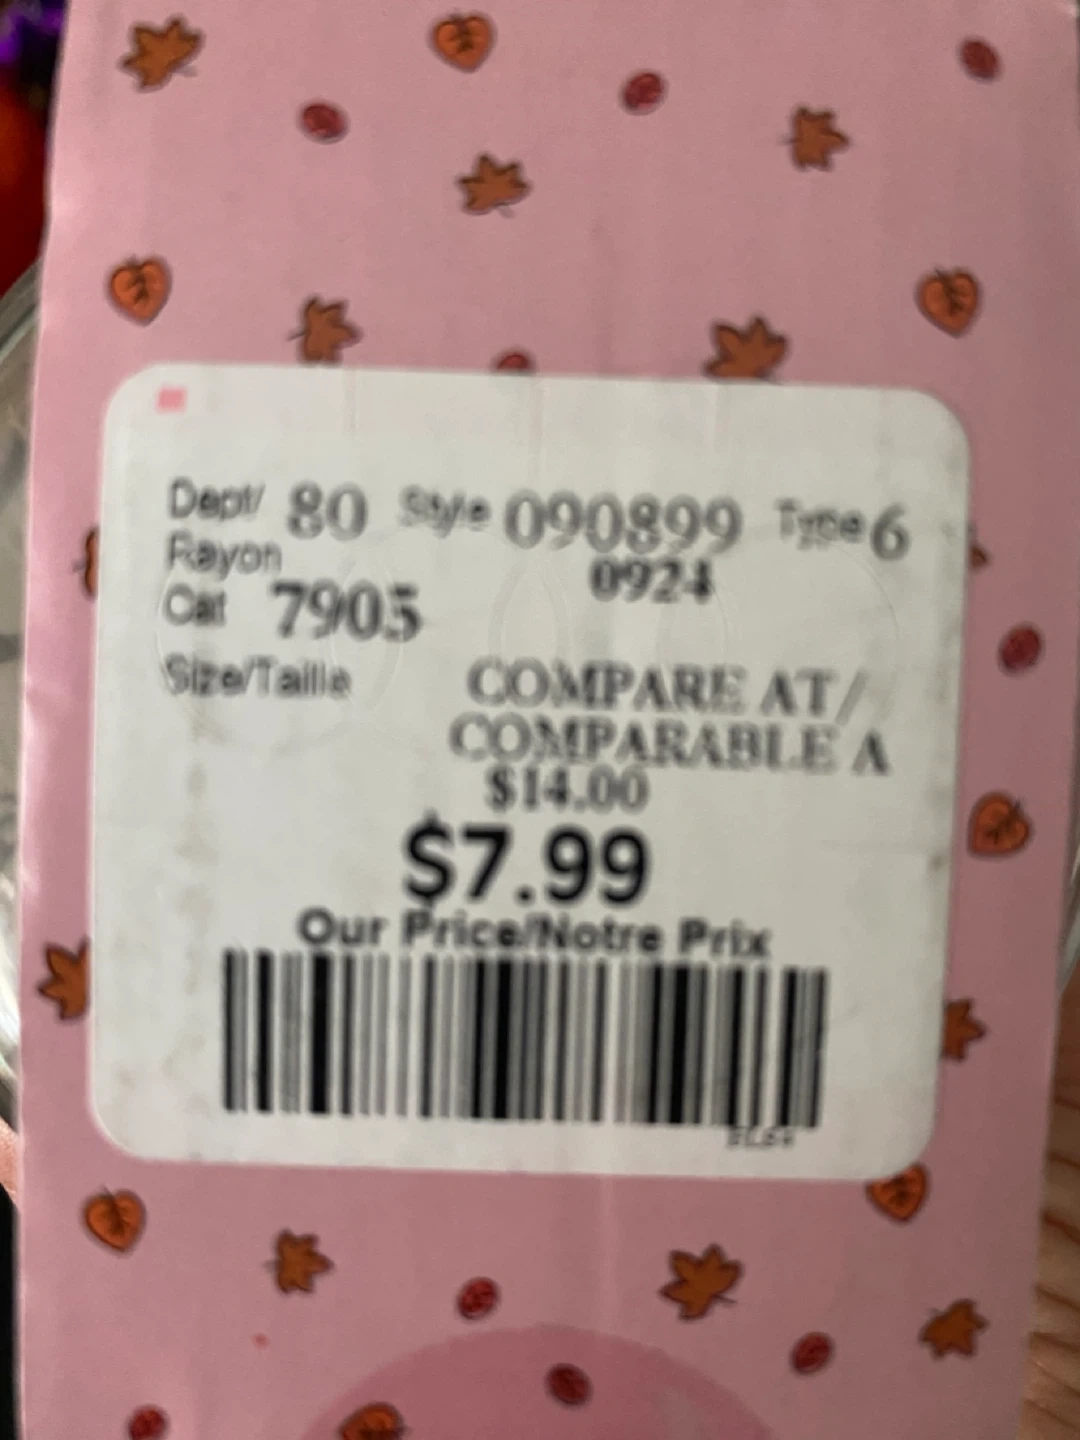 Dept/ 80 Style 090899 Type 6
Rayon 0924
Cat 7905
Size/Taille COMPARE AT/
COMPARABLE A
$14.00
$7.99
Our Price/Notre Prix